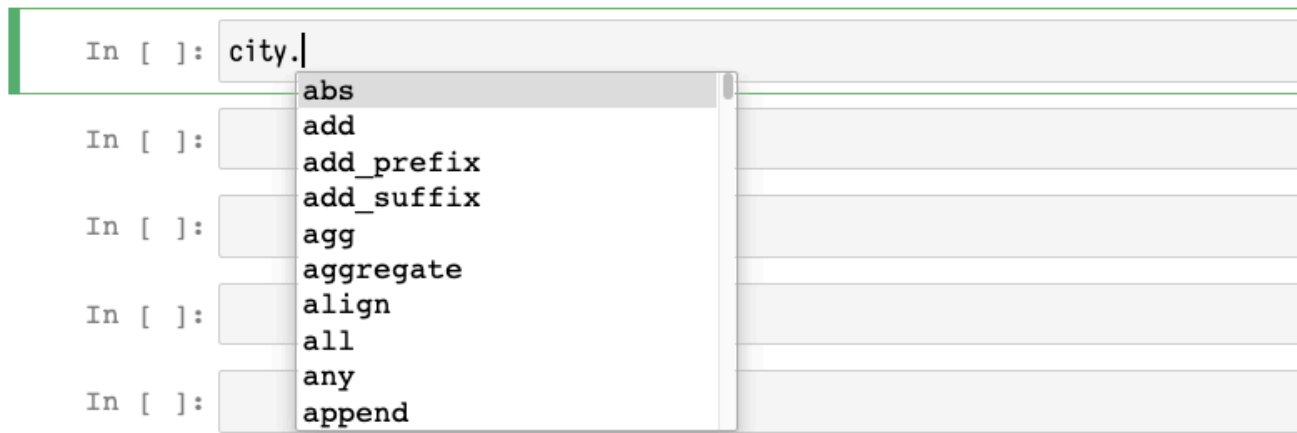 In [ ]: city.
abs
In [ ]:
add
add_prefix
In [ ]:
add_suffix
agg
aggregate
In [ ]:
align
all
any
In [ ]:
append